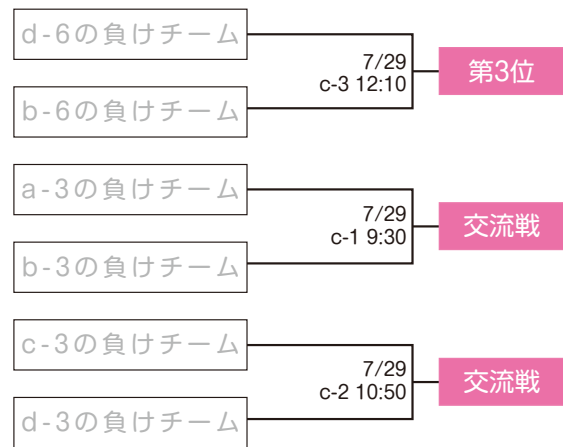 d-6の負けチーム
7/29
c-3 12:10
第3位
b-6の負けチーム
a-3の負けチーム
7/29
c-1 9:30
交流戦
b-3の負けチーム
c-3の負けチーム
7/29
c-2 10:50
交流戦
d-3の負けチーム